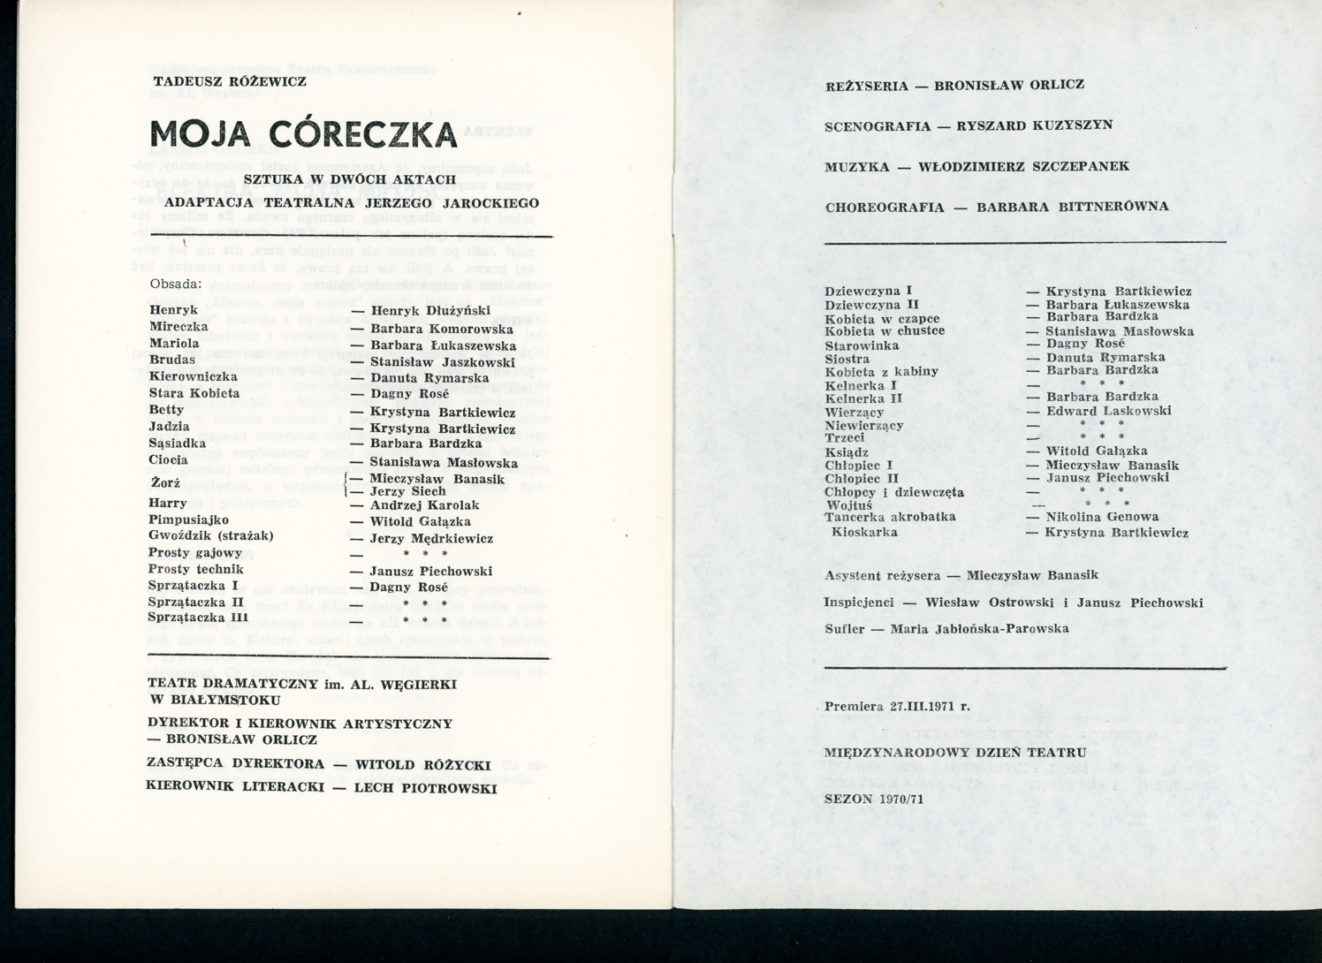 TADEUSZ RÓŻEWICZ
MOJA CÓRECZKA
SZTUKA W DWÓCH AKTACH
ADAPTACJA TEATRALNA JERZEGO JAROCKIEGO
Obsada:
Henryk — Henryk Dłużyński
Mireczka — Barbara Komorowska
Mariola — Barbara Łukaszewska
Brudas — Stanisław Jaszkowski
Kierowniczka — Danuta Rymarska
Stara Kobieta — Dagny Rosé
Betty — Krystyna Bartkiewicz
Jadzia — Krystyna Bartkiewicz
Sąsiadka — Barbara Bardzka
Ciocia — Stanisława Masłowska
Żorż { — Mieczysław Banasik
— Jerzy Siech
Harry — Andrzej Karolak
Pimpusiajko — Witold Gałązka
Gwoździk (strażak) — Jerzy Mędrkiewicz
Prosty gajowy — * * *
Prosty technik — Janusz Piechowski
Sprzątaczka I — Dagny Rosé
Sprzątaczka II — * * *
Sprzątaczka III — * * *
TEATR DRAMATYCZNY im. AL. WĘGIERKI
W BIAŁYMSTOKU
DYREKTOR I KIEROWNIK ARTYSTYCZNY
— BRONISŁAW ORLICZ
ZASTĘPCA DYREKTORA — WITOLD RÓŻYCKI
KIEROWNIK LITERACKI — LECH PIOTROWSKI
REŻYSERIA — BRONISŁAW ORLICZ
SCENOGRAFIA — RYSZARD KUZYSZYN
MUZYKA — WŁODZIMIERZ SZCZEPANEK
CHOREOGRAFIA — BARBARA BITTNERÓWNA
Dziewczyna I — Krystyna Bartkiewicz
Dziewczyna II — Barbara Łukaszewska
Kobieta w czapce — Barbara Bardzka
Kobieta w chustce — Stanisława Masłowska
Starowinka — Dagny Rosé
Siostra — Danuta Rymarska
Kobieta z kabiny — Barbara Bardzka
Kelnerka I — * * *
Kelnerka II — Barbara Bardzka
Wierzący — Edward Laskowski
Niewierzący — * * *
Trzeci — * * *
Ksiądz — Witold Gałązka
Chłopiec I — Mieczysław Banasik
Chłopiec II — Janusz Piechowski
Chłopcy i dziewczęta — * * *
Wojtuś — * * *
Tancerka akrobatka — Nikolina Genowa
Kioskarka — Krystyna Bartkiewicz
Asystent reżysera — Mieczysław Banasik
Inspicjenci — Wiesław Ostrowski i Janusz Piechowski
Sufler — Maria Jabłońska-Parowska
Premiera 27.III.1971 r.
MIĘDZYNARODOWY DZIEŃ TEATRU
SEZON 1970/71